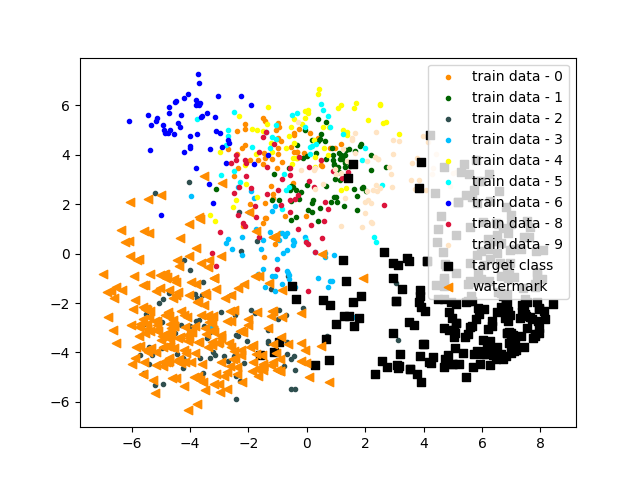 train data - 0
train data - 1
train data - 2
train data - 3
train data - 4
train data - 5
train data - 6
train data - 8
train data - 9
target class
watermark
6
4
2
0
−2
−4
−6
−6 −4 −2 0 2 4 6 8